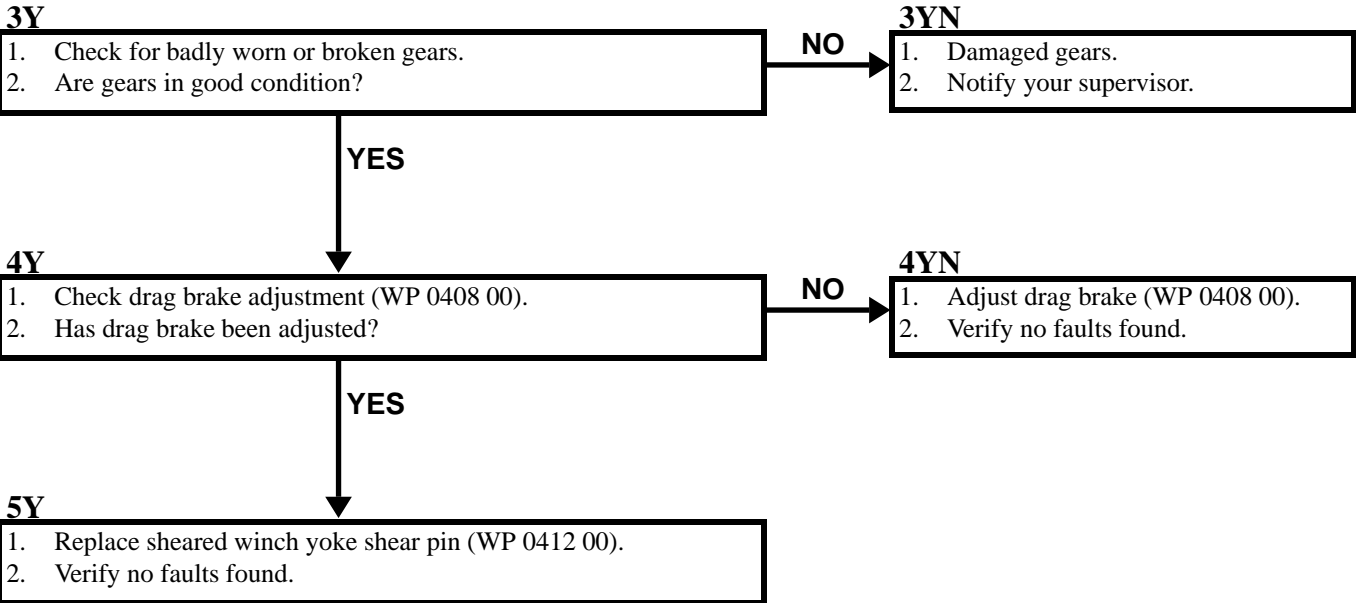 3Y
1. Check for badly worn or broken gears.
2. Are gears in good condition?
NO
3YN
1. Damaged gears.
2. Notify your supervisor.
YES
4Y
1. Check drag brake adjustment (WP 0408 00).
2. Has drag brake been adjusted?
NO
4YN
1. Adjust drag brake (WP 0408 00).
2. Verify no faults found.
YES
5Y
1. Replace sheared winch yoke shear pin (WP 0412 00).
2. Verify no faults found.